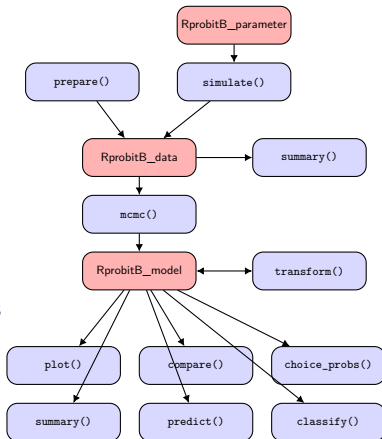 RprobitB_parameter
prepare()
simulate()
RprobitB_data
summary()
mcmc()
RprobitB_model
transform()
plot()
compare()
choice_probs()
summary()
predict()
classify()